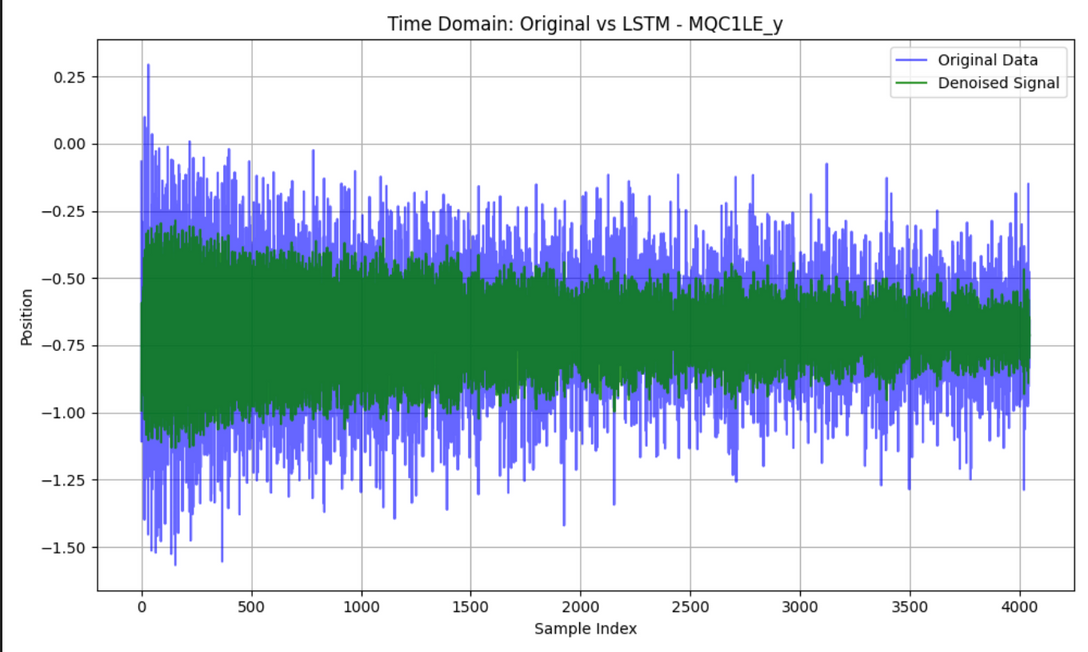 Time Domain: Original vs LSTM - MQC1LE_y
Original Data
Denoised Signal
0.25
0.00
−0.25
−0.50
−0.75
−1.00
−1.25
−1.50
Position
0 500 1000 1500 2000 2500 3000 3500 4000
Sample Index